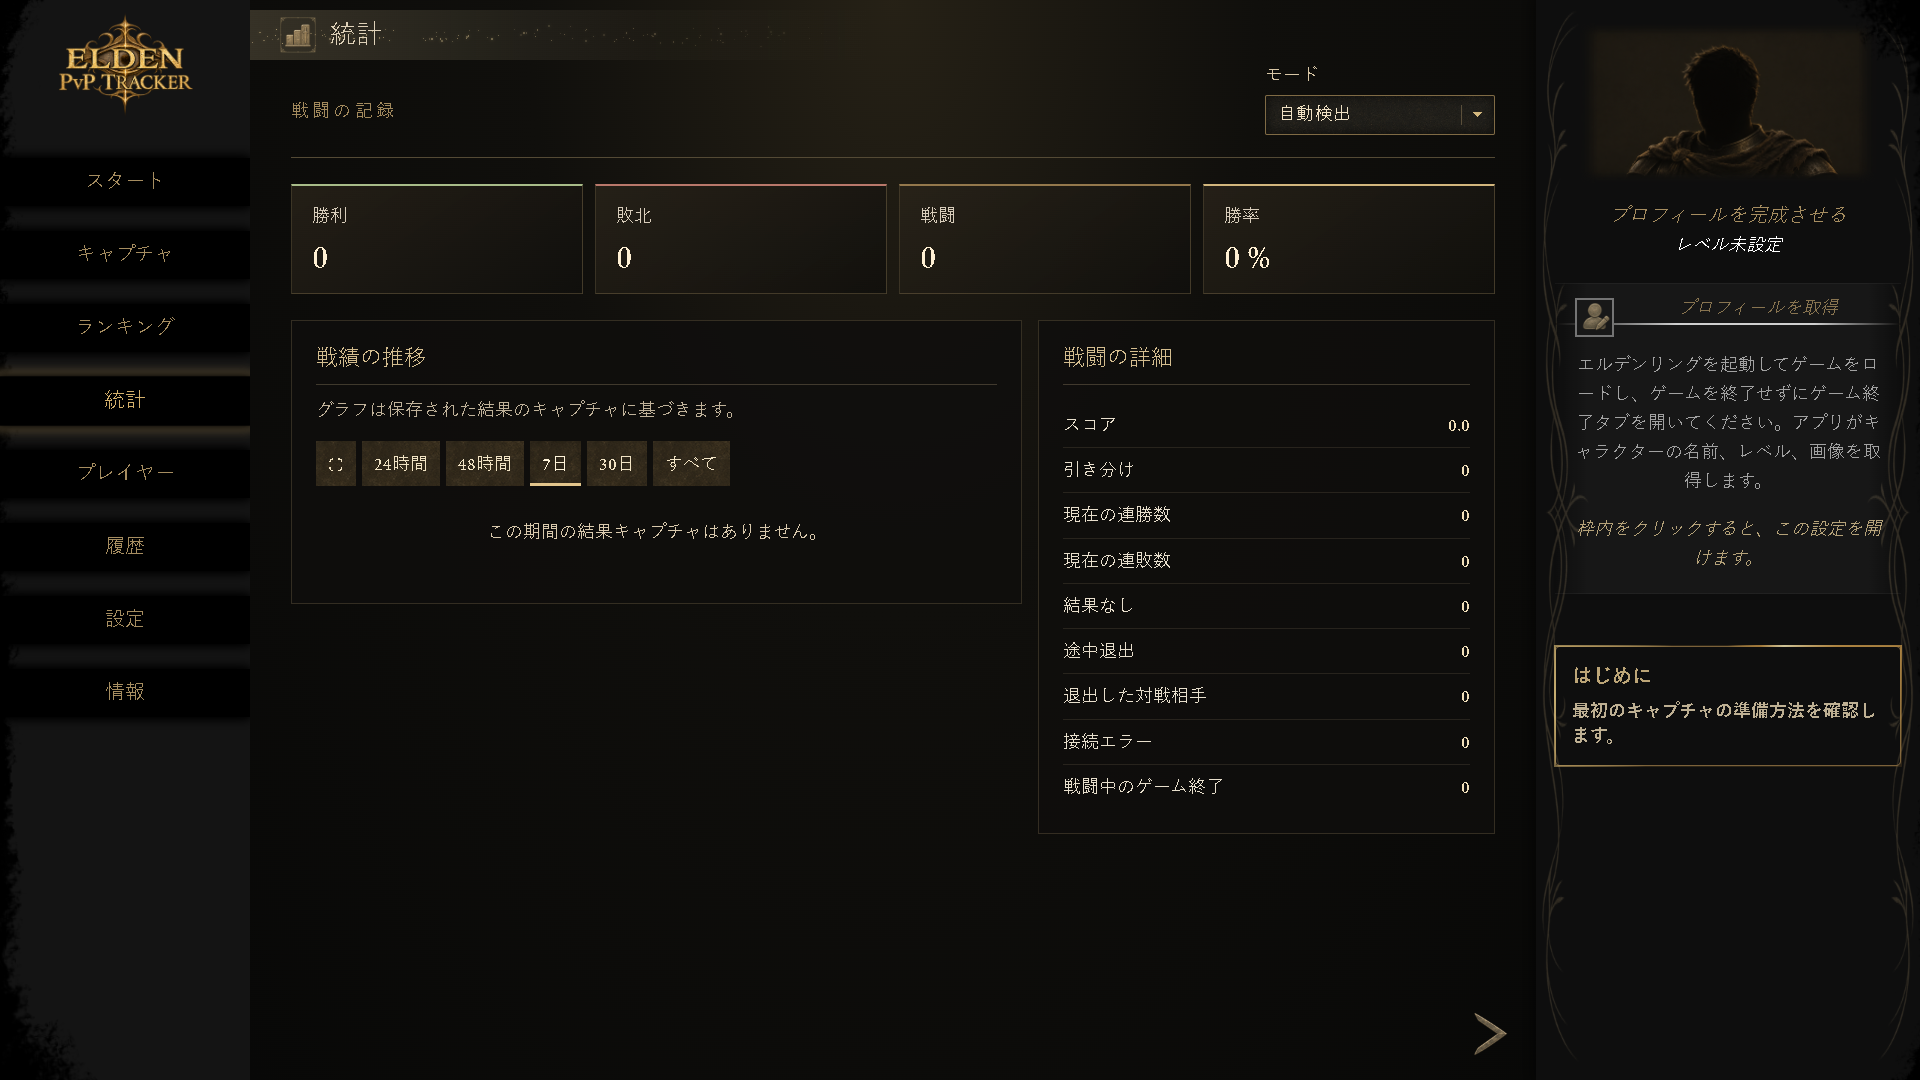 ELDEN
PVP TRACKER
スタート
キャプチャ
ランキング
統計
プレイヤー
履歴
設定
情報
統計
戦闘の記録
モード
自動検出
勝利
0
敗北
0
戦闘
0
勝率
0 %
戦績の推移
グラフは保存された結果のキャプチャに基づきます。
24時間
48時間
7日
30日
すべて
この期間の結果キャプチャはありません。
戦闘の詳細
スコア 0.0
引き分け 0
現在の連勝数 0
現在の連敗数 0
結果なし 0
途中退出 0
退出した対戦相手 0
接続エラー 0
戦闘中のゲーム終了 0
プロフィールを完成させる
レベル未設定
プロフィールを取得
エルデンリングを起動してゲームをロ
ードし、ゲームを終了せずにゲーム終
了タブを開いてください。アプリがキ
ャラクターの名前、レベル、画像を取
得します。
枠内をクリックすると、この設定を開
けます。
はじめに
最初のキャプチャの準備方法を確認し
ます。